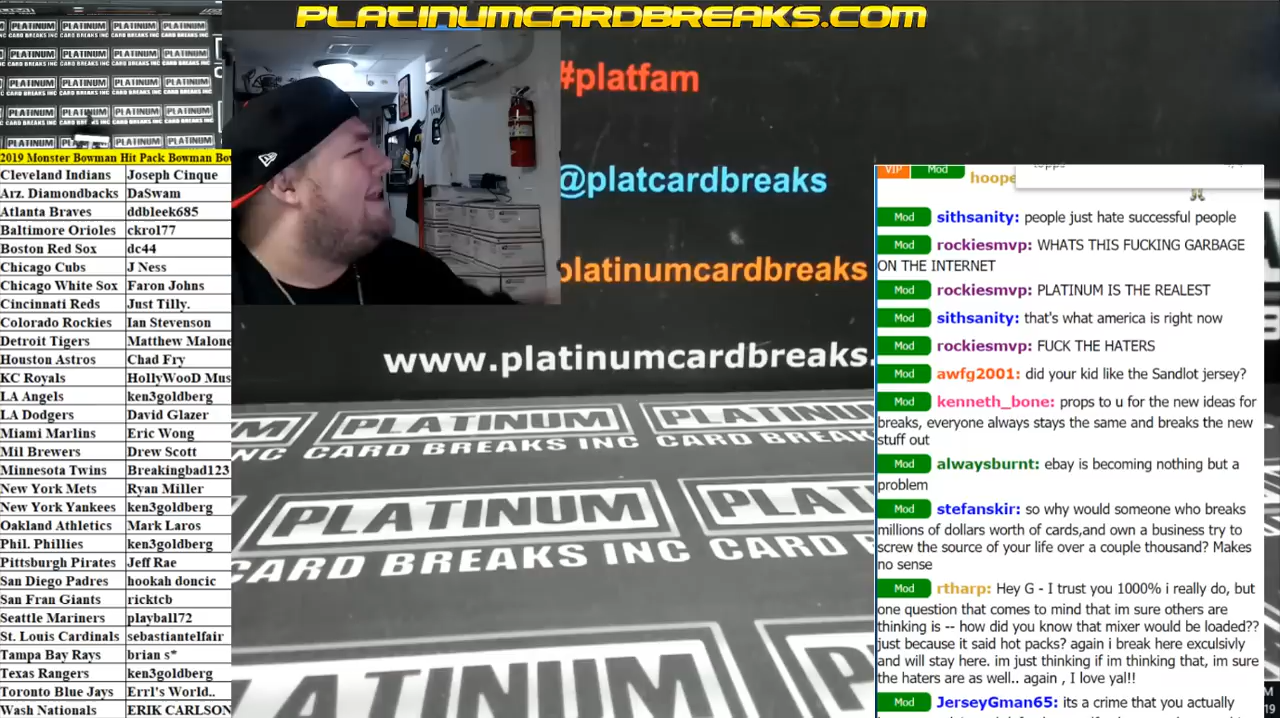 PLATINUMCARDBREAKS.COM
#platfam
@platcardbreaks
platinumcardbreaks
www.platinumcardbreaks.
2019 Monster Bowman Hit Pack Bowman Bow
Cleveland Indians Joseph Cinque
Arz. Diamondbacks DaSwam
Atlanta Braves ddbleek685
Baltimore Orioles ckro177
Boston Red Sox dc44
Chicago Cubs J Ness
Chicago White Sox Faron Johns
Cincinnati Reds Just Tilly.
Colorado Rockies Ian Stevenson
Detroit Tigers Matthew Malone
Houston Astros Chad Fry
KC Royals HollyWooD Mus
LA Angels ken3goldberg
LA Dodgers David Glazer
Miami Marlins Eric Wong
Mil Brewers Drew Scott
Minnesota Twins Breakingbad123
New York Mets Ryan Miller
New York Yankees ken3goldberg
Oakland Athletics Mark Laros
Phil. Phillies ken3goldberg
Pittsburgh Pirates Jeff Rae
San Diego Padres hookah doncic
San Fran Giants ricktcb
Seattle Mariners playball72
St. Louis Cardinals sebastiantelfair
Tampa Bay Rays brian s*
Texas Rangers ken3goldberg
Toronto Blue Jays Errl's World..
Wash Nationals ERIK CARLSON
VIP Mod hoope
Mod sithsanity: people just hate successful people
Mod rockiesmvp: WHATS THIS FUCKING GARBAGE
ON THE INTERNET
Mod rockiesmvp: PLATINUM IS THE REALEST
Mod sithsanity: that's what america is right now
Mod rockiesmvp: FUCK THE HATERS
Mod awfg2001: did your kid like the Sandlot jersey?
Mod kenneth_bone: props to u for the new ideas for
breaks, everyone always stays the same and breaks the new
stuff out
Mod alwaysburnt: ebay is becoming nothing but a
problem
Mod stefanskir: so why would someone who breaks
millions of dollars worth of cards,and own a business try to
screw the source of your life over a couple thousand? Makes
no sense
Mod rtharp: Hey G - I trust you 1000% i really do, but
one question that comes to mind that im sure others are
thinking is -- how did you know that mixer would be loaded??
just because it said hot packs? again i break here exculsivly
and will stay here. im just thinking if im thinking that, im sure
the haters are as well.. again , I love yal!!
Mod JerseyGman65: its a crime that you actually
PLATINUM
CARD BREAKS INC
PLATINUM
CARD BREAKS INC
PLATINUM
CARD BREAKS INC
PLATINUM